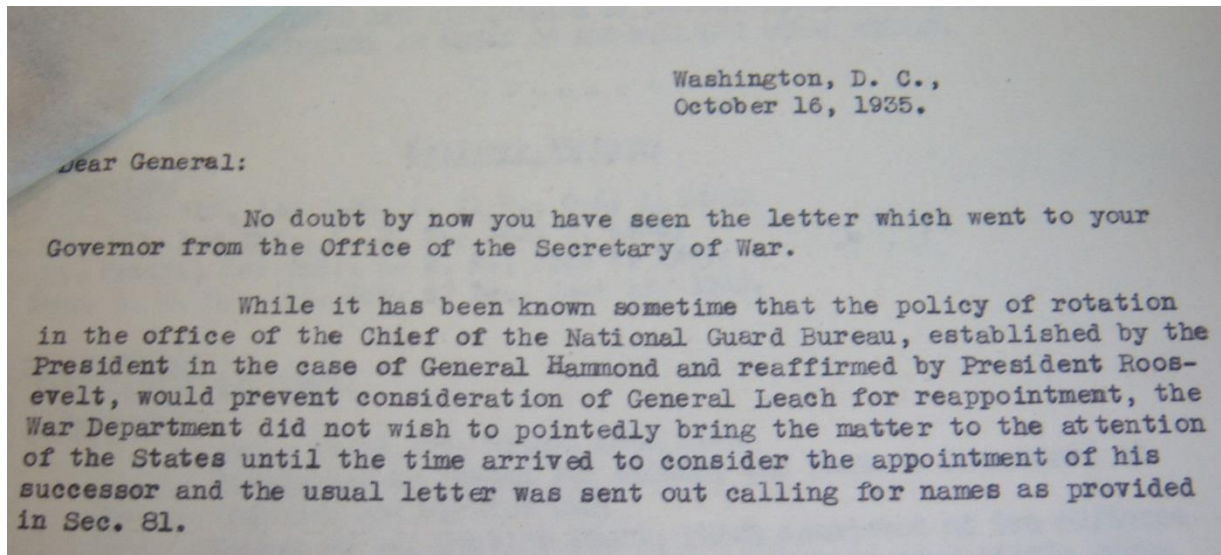 Washington, D. C.,
October 16, 1935.
Dear General:
No doubt by now you have seen the letter which went to your
Governor from the Office of the Secretary of War.
While it has been known sometime that the policy of rotation
in the office of the Chief of the National Guard Bureau, established by the
President in the case of General Hammond and reaffirmed by President Roos-
evelt, would prevent consideration of General Leach for reappointment, the
War Department did not wish to pointedly bring the matter to the attention
of the States until the time arrived to consider the appointment of his
successor and the usual letter was sent out calling for names as provided
in Sec. 81.